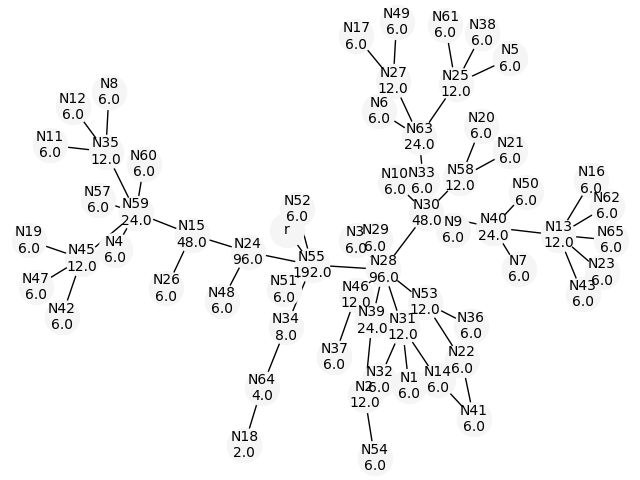 N17
6.0
N49
6.0
N61
6.0
N38
6.0
N5
6.0
N27
12.0
N25
12.0
N6
6.0
N63
24.0
N8
6.0
N12
6.0
N11
6.0
N35
12.0
N60
6.0
N20
6.0
N21
6.0
N10
6.0
N33
6.0
N58
12.0
N57
6.0
N59
24.0
N52
6.0
r
N30
48.0
N50
6.0
N16
6.0
N62
6.0
N19
6.0
N45
12.0
N4
6.0
N15
48.0
N24
96.0
N3
6.0
N29
6.0
N9
6.0
N40
24.0
N13
12.0
N65
6.0
N47
6.0
N42
6.0
N26
6.0
N48
6.0
N55
192.0
N28
96.0
N7
6.0
N23
6.0
N43
6.0
N51
6.0
N46
12.0
N53
12.0
N34
8.0
N39
24.0
N31
12.0
N36
6.0
N37
6.0
N22
6.0
N64
4.0
N2
12.0
N32
6.0
N1
6.0
N14
6.0
N41
6.0
N18
2.0
N54
6.0